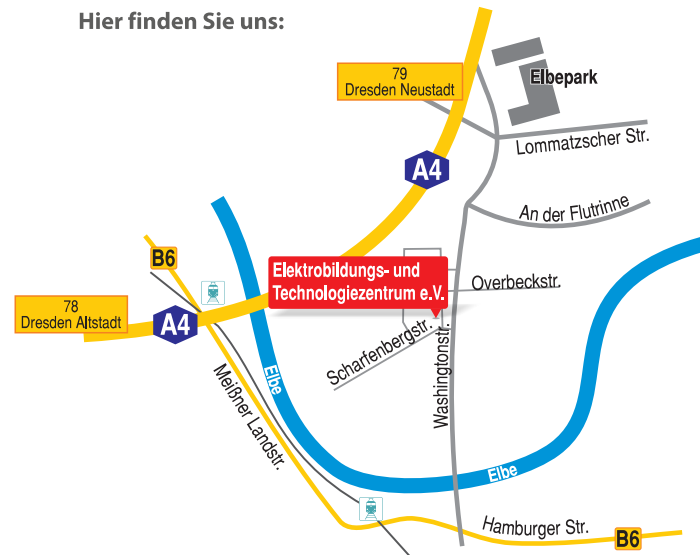 Hier finden Sie uns:
79
Dresden Neustadt
Elbepark
Lommatzscher Str.
A4
An der Flutrinne
B6
Elektrobildungs- und
Technologiezentrum e.V.
Overbeckstr.
78
Dresden Altstadt
A4
Scharfenbergstr.
Washingtonstr.
Meißner Landstr.
Elbe
Elbe
Hamburger Str.
B6